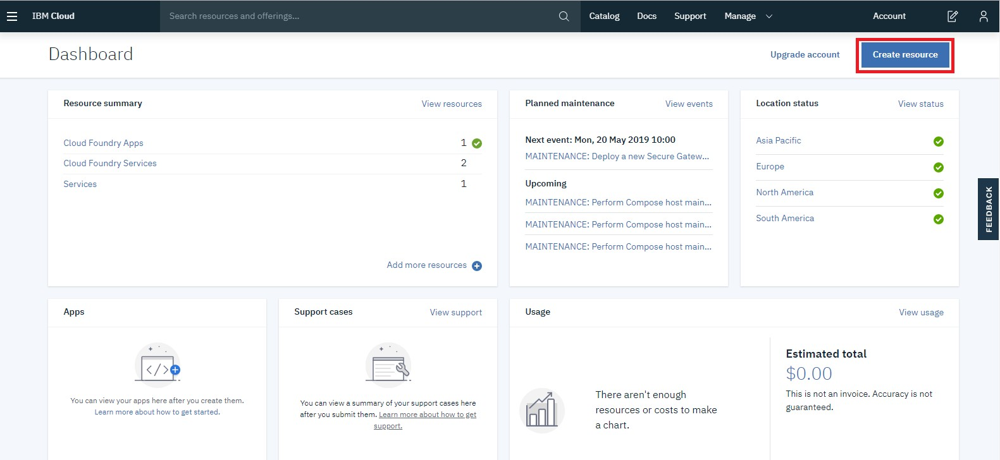 IBM Cloud
Search resources and offerings...
Catalog
Docs
Support
Manage
Account
Dashboard
Upgrade account
Create resource
Resource summary
View resources
Cloud Foundry Apps 1
Cloud Foundry Services 2
Services 1
Add more resources
Planned maintenance
View events
Next event: Mon, 20 May 2019 10:00
MAINTENANCE: Deploy a new Secure Gatew...
Upcoming
MAINTENANCE: Perform Compose host main...
MAINTENANCE: Perform Compose host main...
MAINTENANCE: Perform Compose host main...
Location status
View status
Asia Pacific
Europe
North America
South America
FEEDBACK
Apps
You can view your apps here after you create them.
Learn more about how to get started.
Support cases
View support
You can view a summary of your support cases here
after you submit them. Learn more about how to get
support.
Usage
View usage
There aren't enough
resources or costs to make
a chart.
Estimated total
$0.00
This is not an invoice. Accuracy is not
guaranteed.